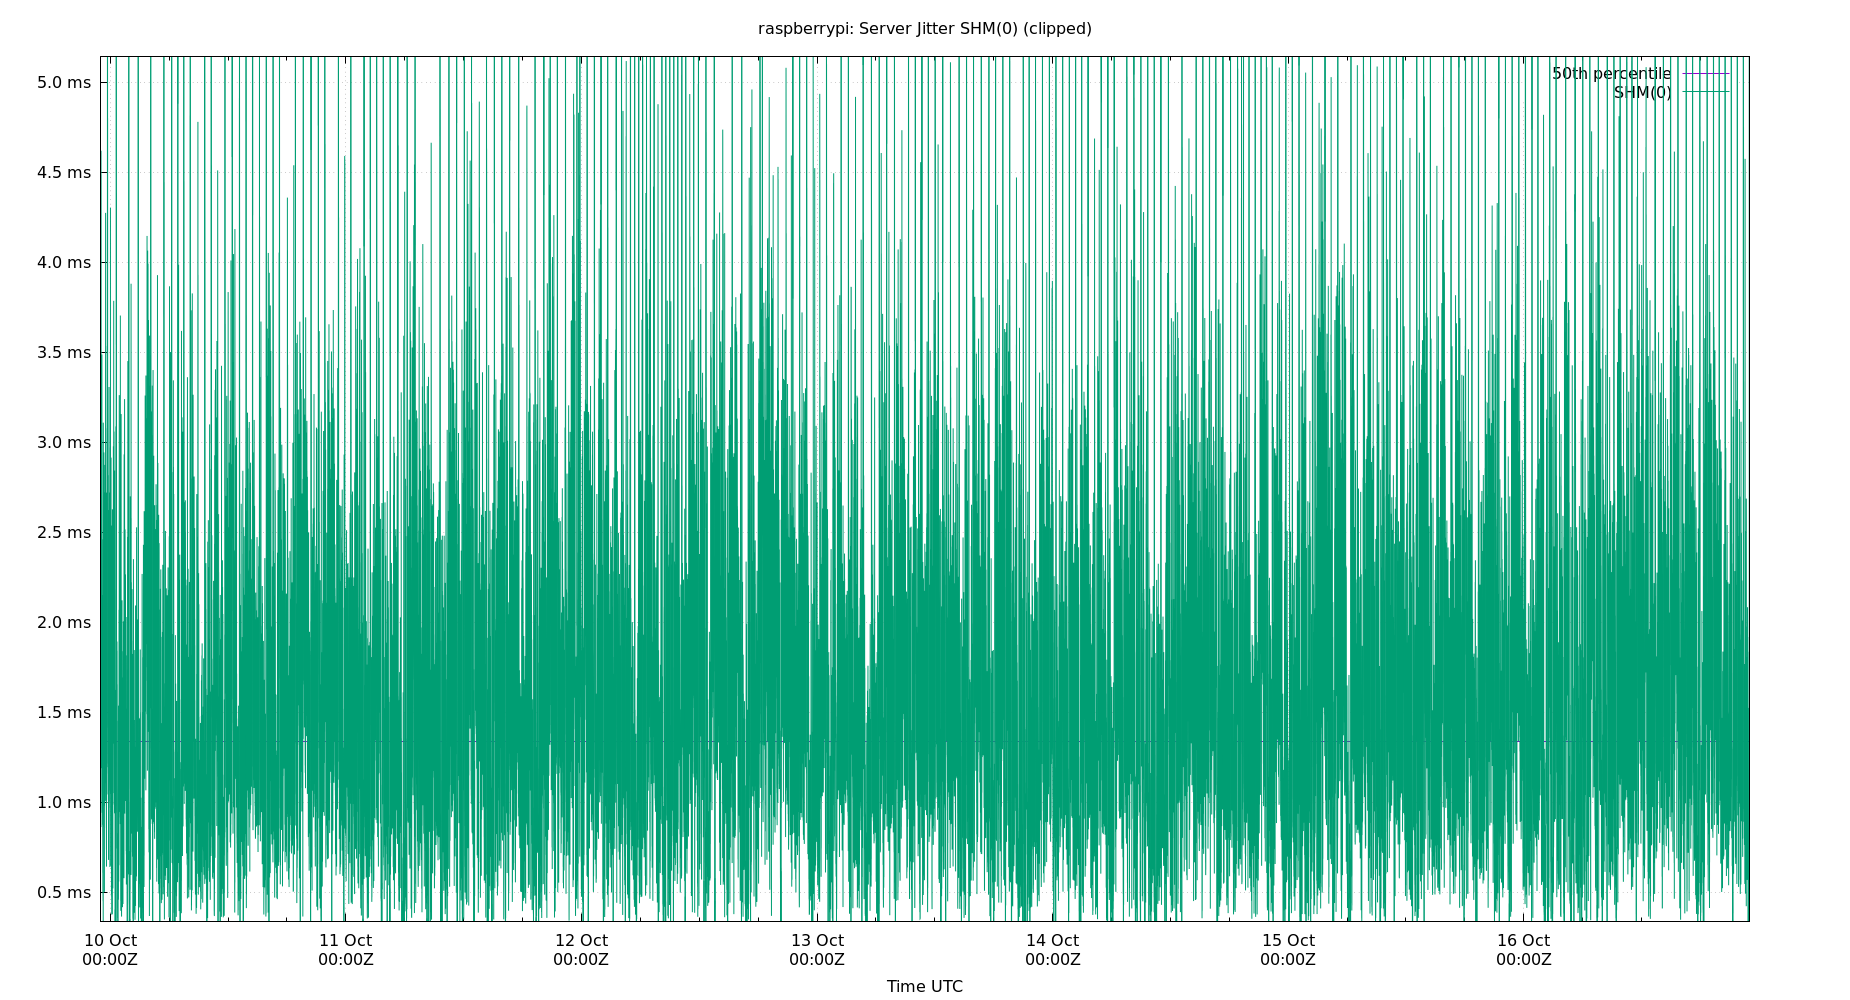 raspberrypi: Server Jitter SHM(0) (clipped)
50th percentile
SHM(0)
5.0 ms
4.5 ms
4.0 ms
3.5 ms
3.0 ms
2.5 ms
2.0 ms
1.5 ms
1.0 ms
0.5 ms
10 Oct 11 Oct 12 Oct 13 Oct 14 Oct 15 Oct 16 Oct
00:00Z 00:00Z 00:00Z 00:00Z 00:00Z 00:00Z 00:00Z
Time UTC